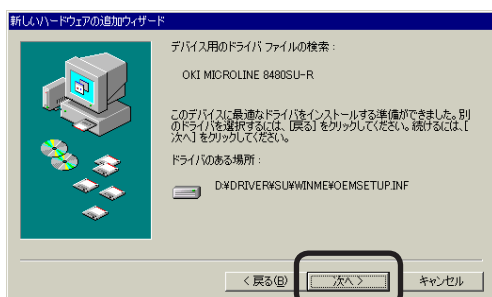 新しいハードウェアの追加ウィザード
デバイス用のドライバ ファイルの検索 :
OKI MICROLINE 8480SU-R
このデバイスに最適なドライバをインストールする準備ができました。別
のドライバを選択するには、[戻る] をクリックしてください。続けるには、[
次へ] をクリックしてください。
ドライバのある場所 :
D:¥DRIVER¥SU¥WINME¥OEMSETUP.INF
< 戻る(B)
次へ >
キャンセル